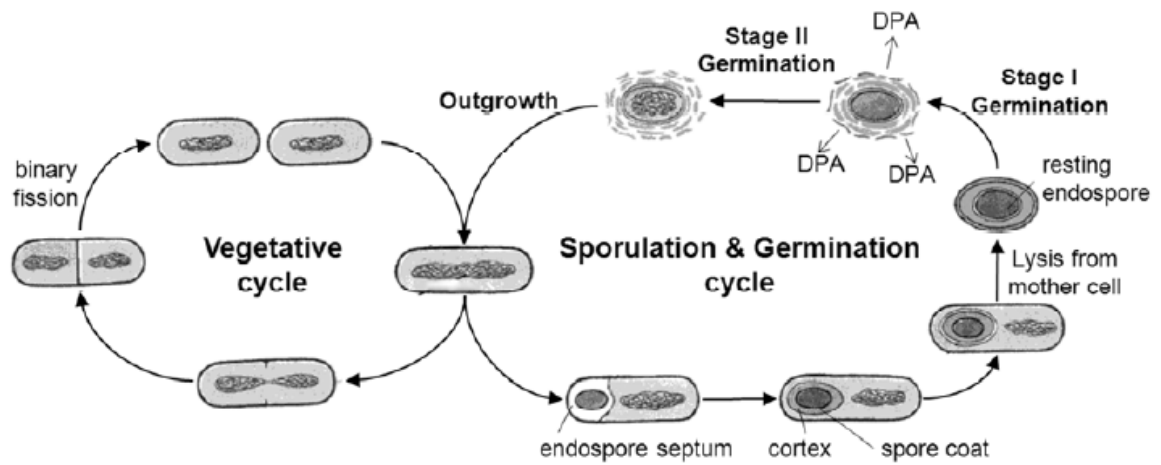 DPA
Stage II
Germination
Stage I
Germination
Outgrowth
DPA
DPA
binary
fission
resting
endospore
Vegetative
cycle
Sporulation & Germination
cycle
Lysis from
mother cell
endospore septum
cortex
spore coat